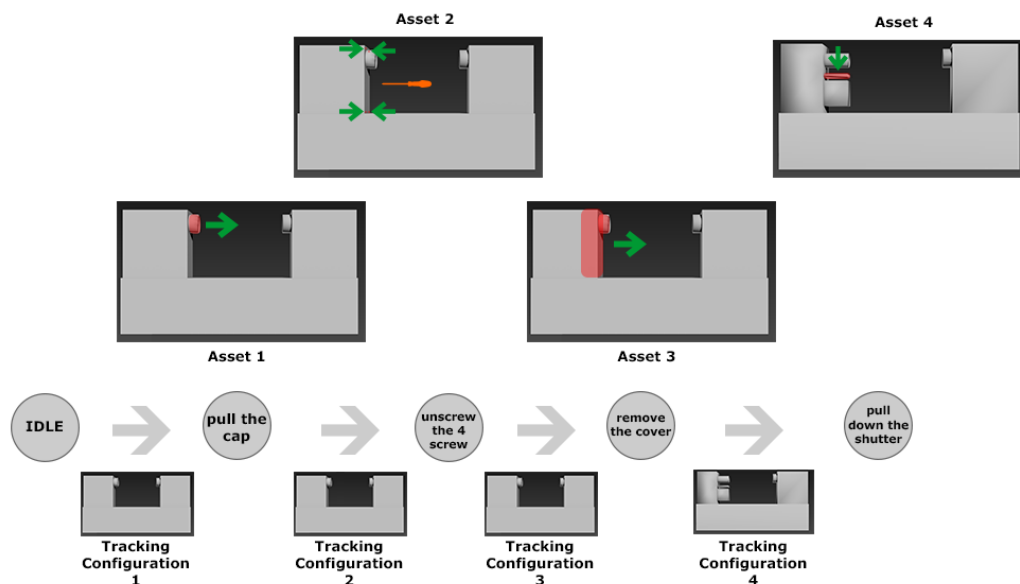 Asset 2
Asset 4
Asset 1
Asset 3
IDLE
pull the
cap
unscrew
the 4
screw
remove
the cover
pull
down the
shutter
Tracking
Configuration
1
Tracking
Configuration
2
Tracking
Configuration
3
Tracking
Configuration
4